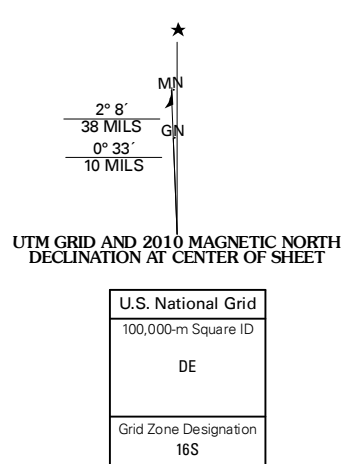 MN
2° 8´
38 MILS
GN
0° 33´
10 MILS
UTM GRID AND 2010 MAGNETIC NORTH
DECLINATION AT CENTER OF SHEET
U.S. National Grid
100,000-m Square ID
DE
Grid Zone Designation
16S